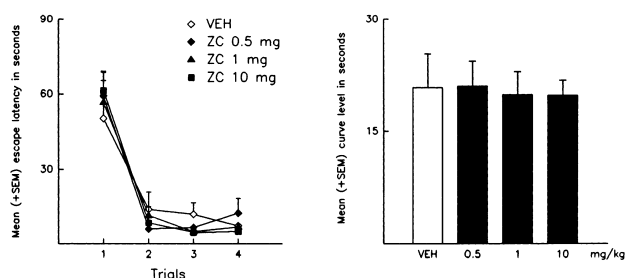 Mean (+SEM) escape latency in seconds
90
60
30
VEH
ZC 0.5 mg
ZC 1 mg
ZC 10 mg
1 2 3 4
Trials
Mean (+SEM) curve level in seconds
30
15
VEH 0.5 1 10 mg/kg